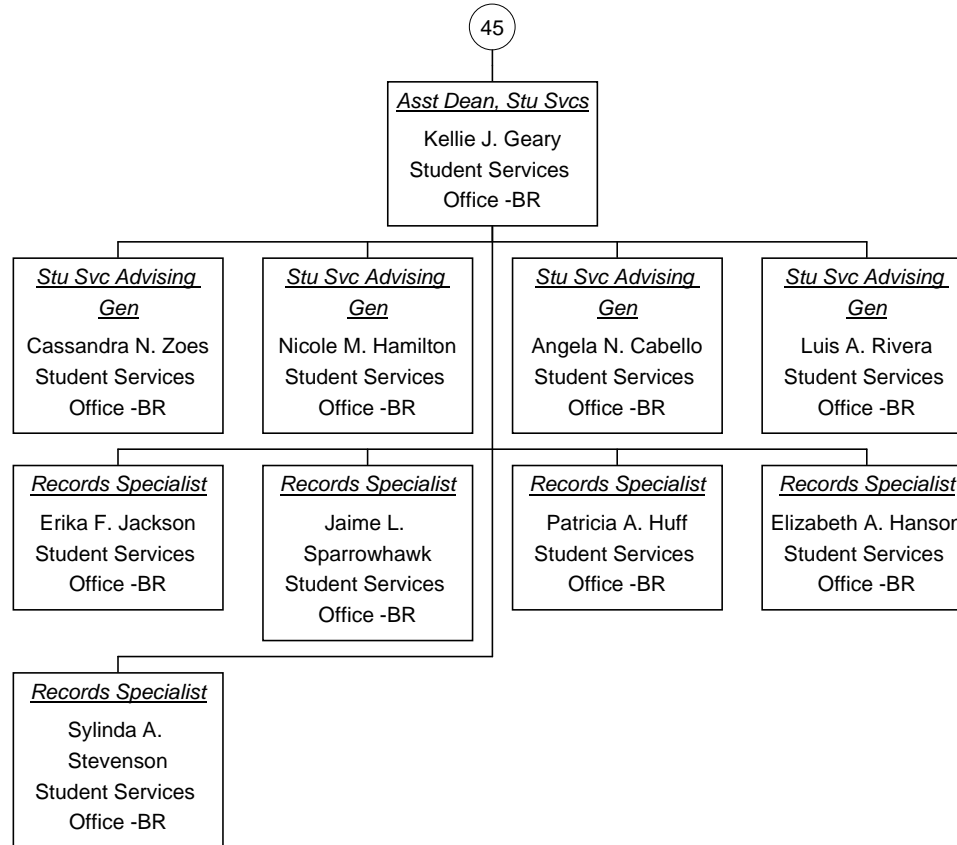 45
Asst Dean, Stu Svcs
Kellie J. Geary
Student Services
Office -BR
Stu Svc Advising
Gen
Cassandra N. Zoes
Student Services
Office -BR
Stu Svc Advising
Gen
Nicole M. Hamilton
Student Services
Office -BR
Stu Svc Advising
Gen
Angela N. Cabello
Student Services
Office -BR
Stu Svc Advising
Gen
Luis A. Rivera
Student Services
Office -BR
Records Specialist
Erika F. Jackson
Student Services
Office -BR
Records Specialist
Jaime L.
Sparrowhawk
Student Services
Office -BR
Records Specialist
Patricia A. Huff
Student Services
Office -BR
Records Specialist
Elizabeth A. Hanson
Student Services
Office -BR
Records Specialist
Sylinda A.
Stevenson
Student Services
Office -BR